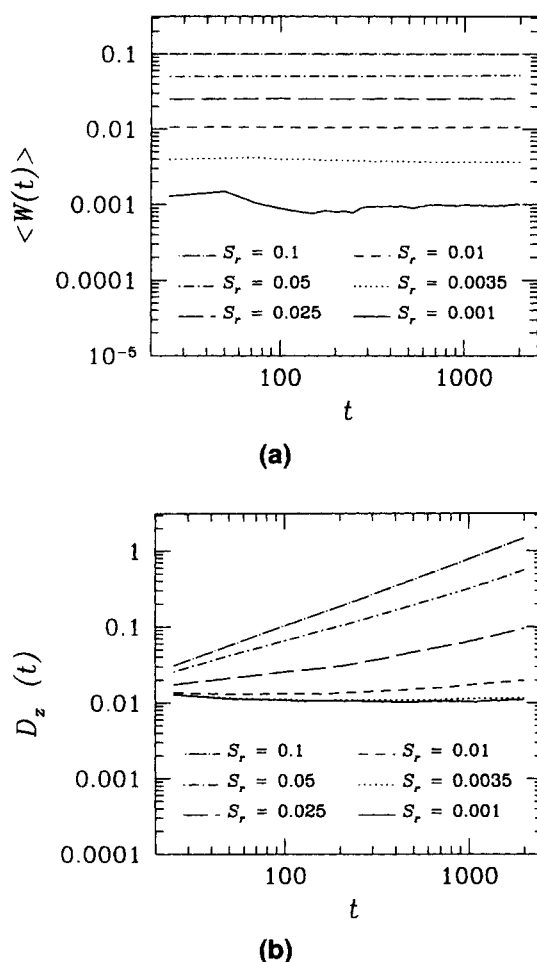 0.1
0.01
0.001
0.0001
10⁻⁵
<W(t)>
S_r = 0.1
S_r = 0.01
S_r = 0.05
S_r = 0.0035
S_r = 0.025
S_r = 0.001
100
1000
t
(a)
1
0.1
0.01
0.001
0.0001
D_z (t)
S_r = 0.1
S_r = 0.01
S_r = 0.05
S_r = 0.0035
S_r = 0.025
S_r = 0.001
100
1000
t
(b)